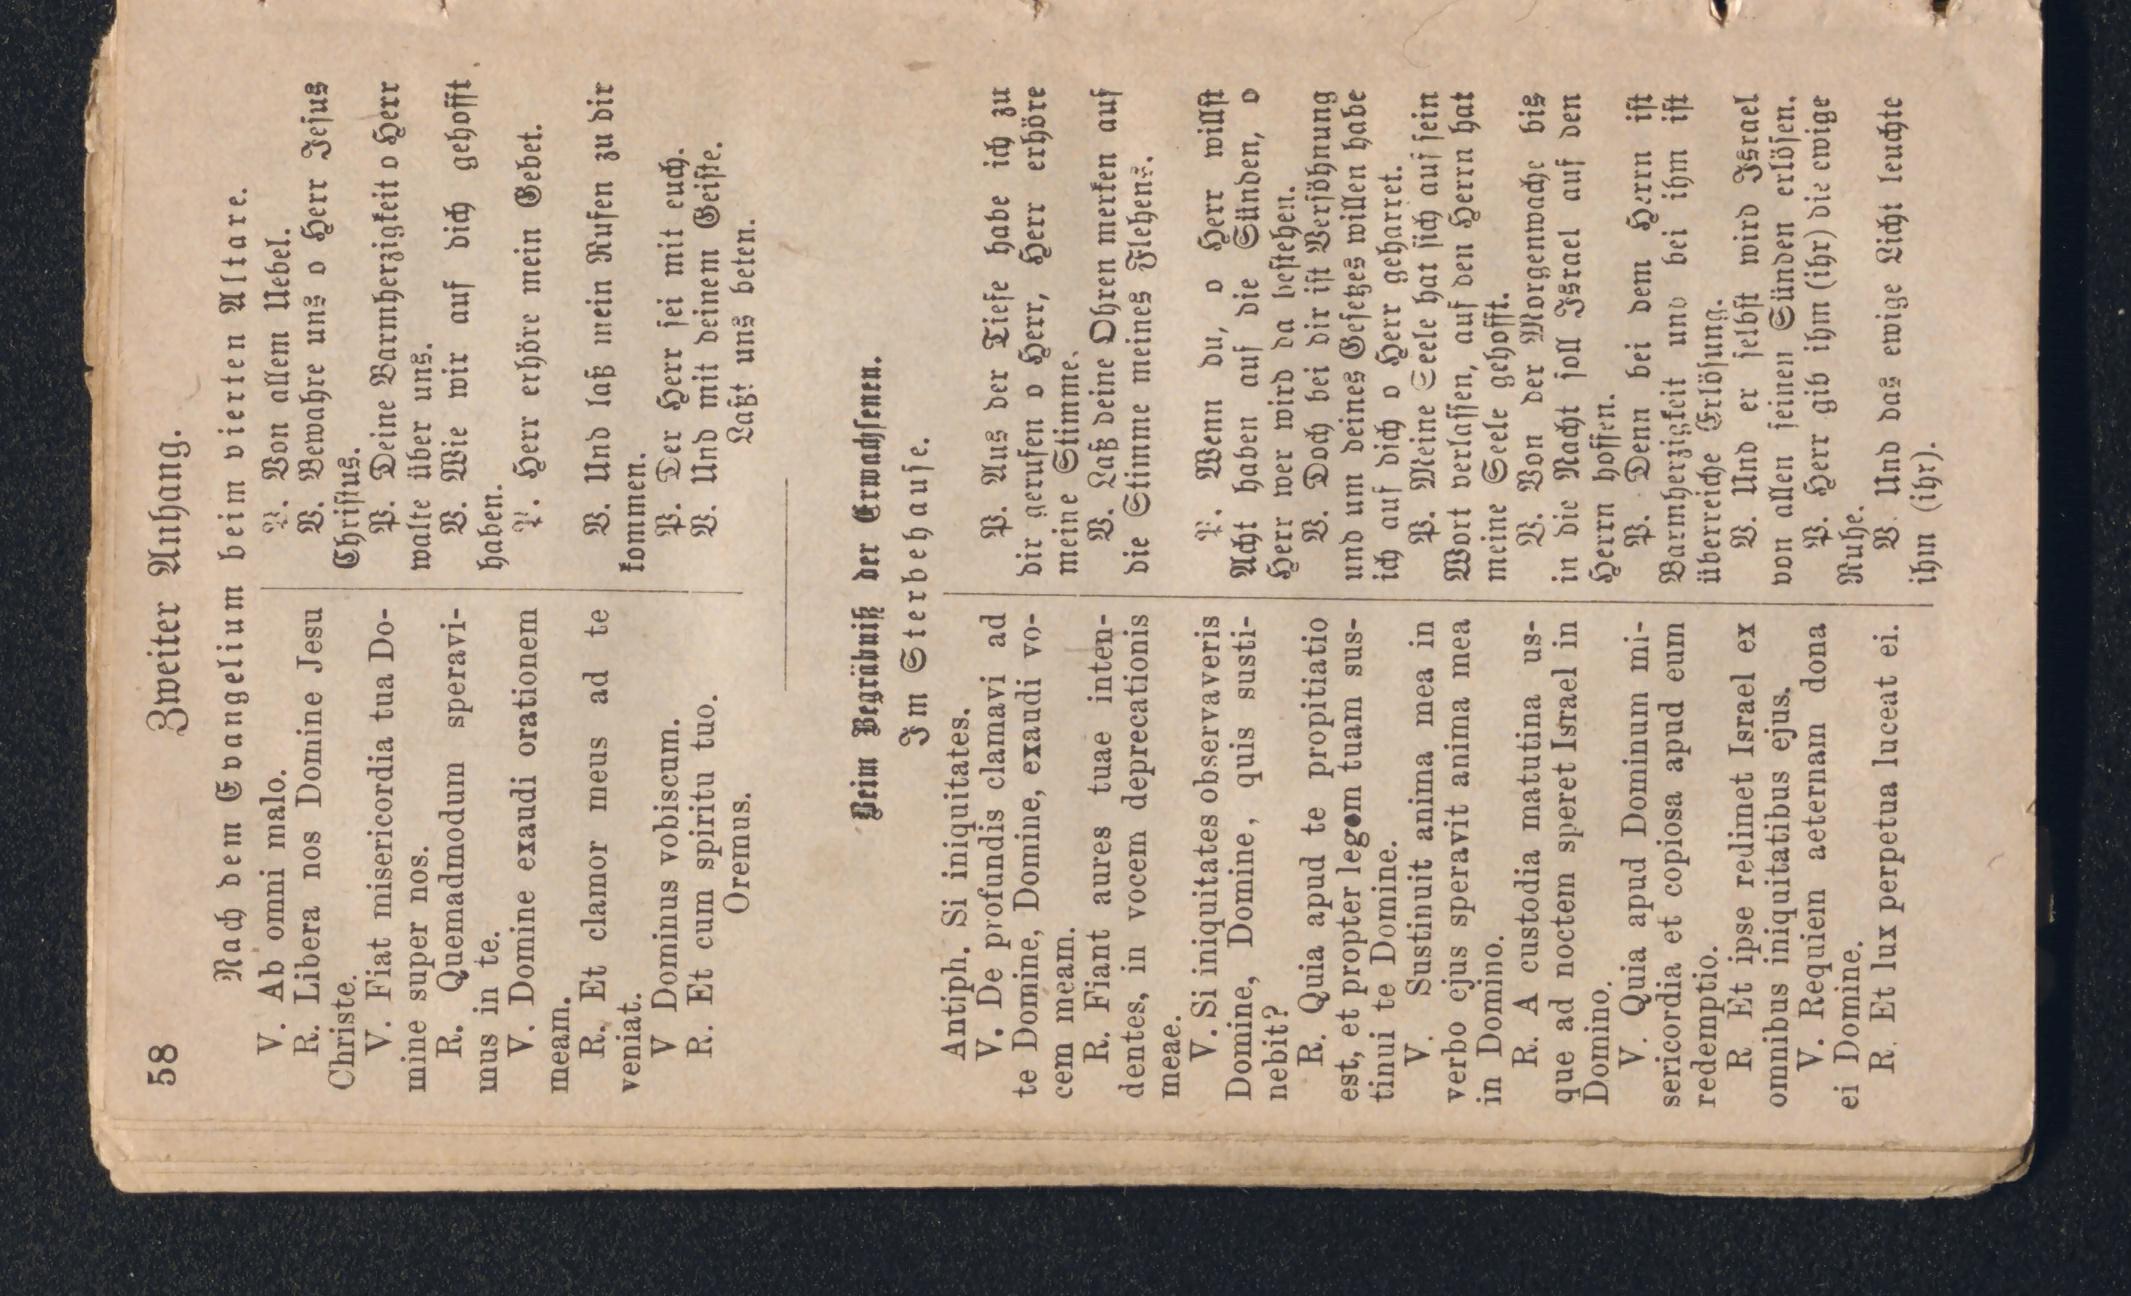 58
Zweiter Anhang.
Nach dem Evangelium beim vierten Altare.
V. Ab omni malo.
R. Libera nos Domine Jesu
Christe.
V. Fiat misericordia tua Do-
mine super nos.
R. Quemadmodum speravi-
mus in te.
V. Domine exaudi orationem
meam.
R. Et clamor meus ad te
veniat.
V Dominus vobiscum.
R. Et cum spiritu tuo.
Oremus.
P. Von allem Uebel.
V. Bewahre uns o Herr Jesus
Christus.
P. Deine Barmherzigkeit o Herr
walte über uns.
V. Wie wir auf dich gehofft
haben.
P. Herr erhöre mein Gebet.
V. Und laß mein Rufen zu dir
kommen.
P. Der Herr sei mit euch.
V. Und mit deinem Geiste.
Laßt uns beten.
Beim Begräbniß der Erwachsenen.
Im Sterbehause.
Antiph. Si iniquitates.
V. De profundis clamavi ad
te Domine, Domine, exaudi vo-
cem meam.
R. Fiant aures tuae inten-
dentes, in vocem deprecationis
meae.
V. Si iniquitates observaveris
Domine, Domine, quis susti-
nebit?
R. Quia apud te propitiatio
est, et propter legem tuam sus-
tinui te Domine.
V. Sustinuit anima mea in
verbo ejus speravit anima mea
in Domino.
R. A custodia matutina us-
que ad noctem speret Israel in
Domino.
V. Quia apud Dominum mi-
sericordia et copiosa apud eum
redemptio.
R Et ipse redimet Israel ex
omnibus iniquitatibus ejus.
V. Requiem aeternam dona
ei Domine.
R. Et lux perpetua luceat ei.
P. Aus der Tiefe habe ich zu
dir gerufen o Herr, Herr erhöre
meine Stimme.
V. Laß deine Ohren merken auf
die Stimme meines Flehens.
P. Wenn du, o Herr willst
Acht haben auf die Sünden, o
Herr wer wird da bestehen.
V. Doch bei dir ist Versöhnung
und um deines Gesetzes willen habe
ich auf dich o Herr geharret.
P. Meine Seele hat sich auf sein
Wort verlassen, auf den Herrn hat
meine Seele gehofft.
V. Von der Morgenwache bis
in die Nacht soll Israel auf den
Herrn hoffen.
P. Denn bei dem Herrn ist
Barmherzigkeit und bei ihm ist
überreiche Erlösung.
V. Und er selbst wird Israel
von allen seinen Sünden erlösen.
P. Herr gib ihm (ihr) die ewige
Ruhe.
V. Und das ewige Licht leuchte
ihm (ihr).